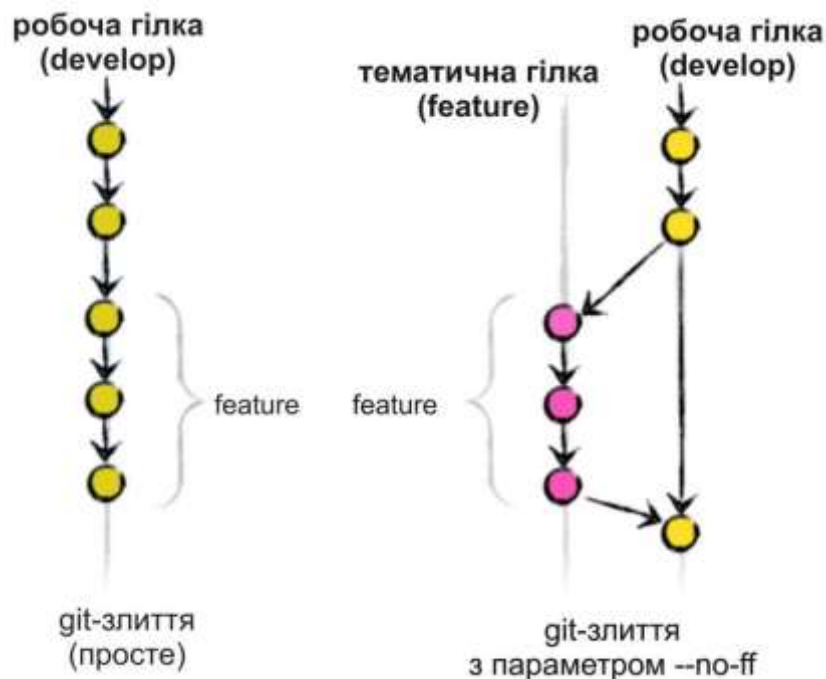 робоча гілка
(develop)
feature
git-злиття
(просте)
тематична гілка
(feature)
робоча гілка
(develop)
feature
git-злиття
з параметром --no-ff